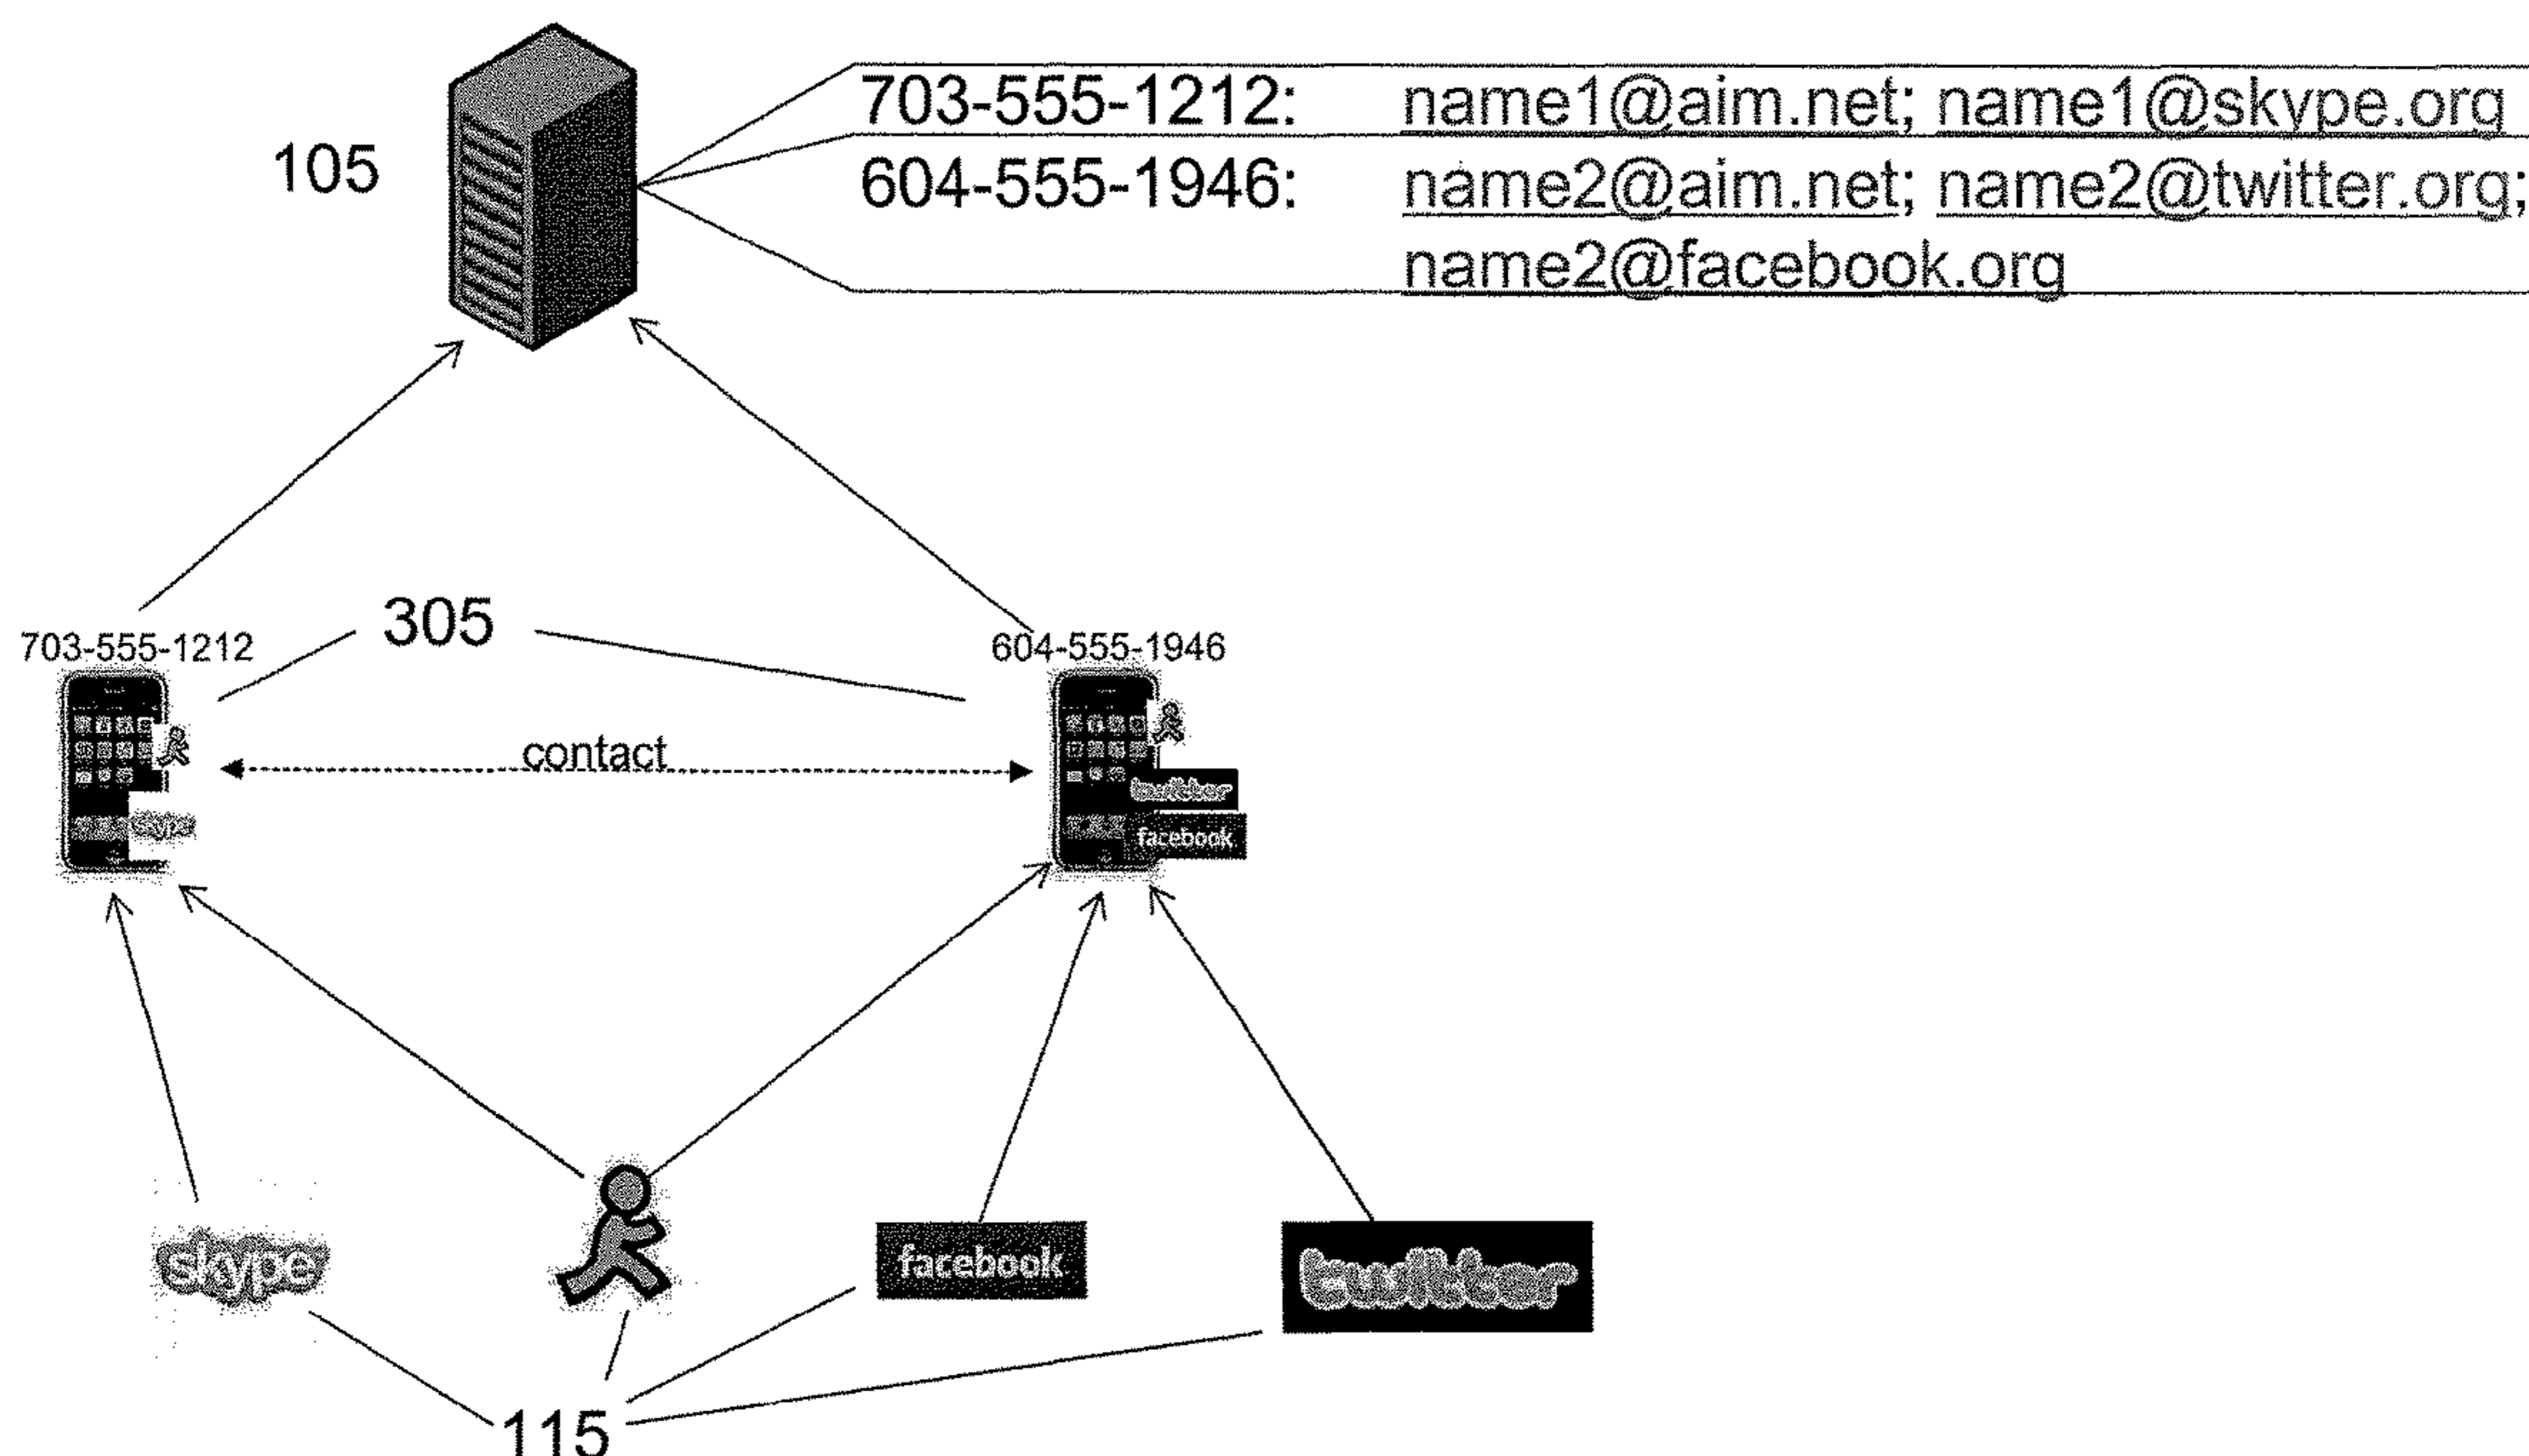 703-555-1212: name1@aim.net; name1@skype.org
105
604-555-1946: name2@aim.net; name2@twitter.org;
name2@facebook.org
305
703-555-1212
604-555-1946
contact
twitter
skype
facebook
skype
facebook
twitter
115